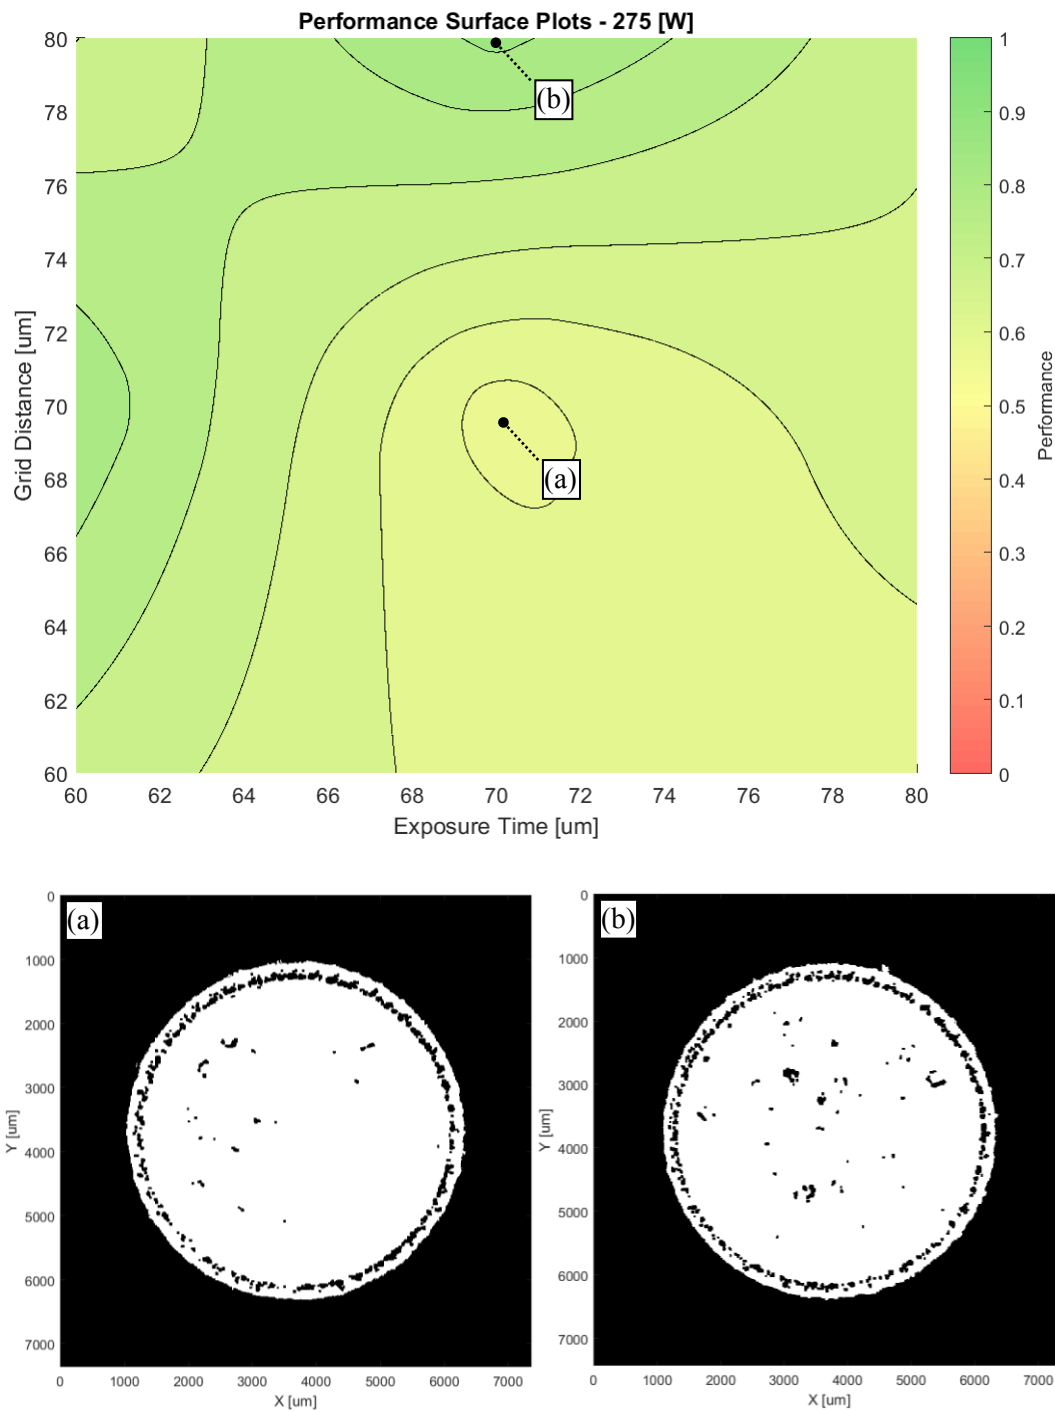 Performance Surface Plots - 275 [W]
80
78
76
74
72
70
68
66
64
62
60
Grid Distance [um]
60 62 64 66 68 70 72 74 76 78 80
Exposure Time [um]
(b)
(a)
1
0.9
0.8
0.7
0.6
0.5
0.4
0.3
0.2
0.1
0
Performance
(a)
0
1000
2000
3000
4000
5000
6000
7000
Y [um]
0 1000 2000 3000 4000 5000 6000 7000
X [um]
(b)
0
1000
2000
3000
4000
5000
6000
7000
Y [um]
0 1000 2000 3000 4000 5000 6000 7000
X [um]